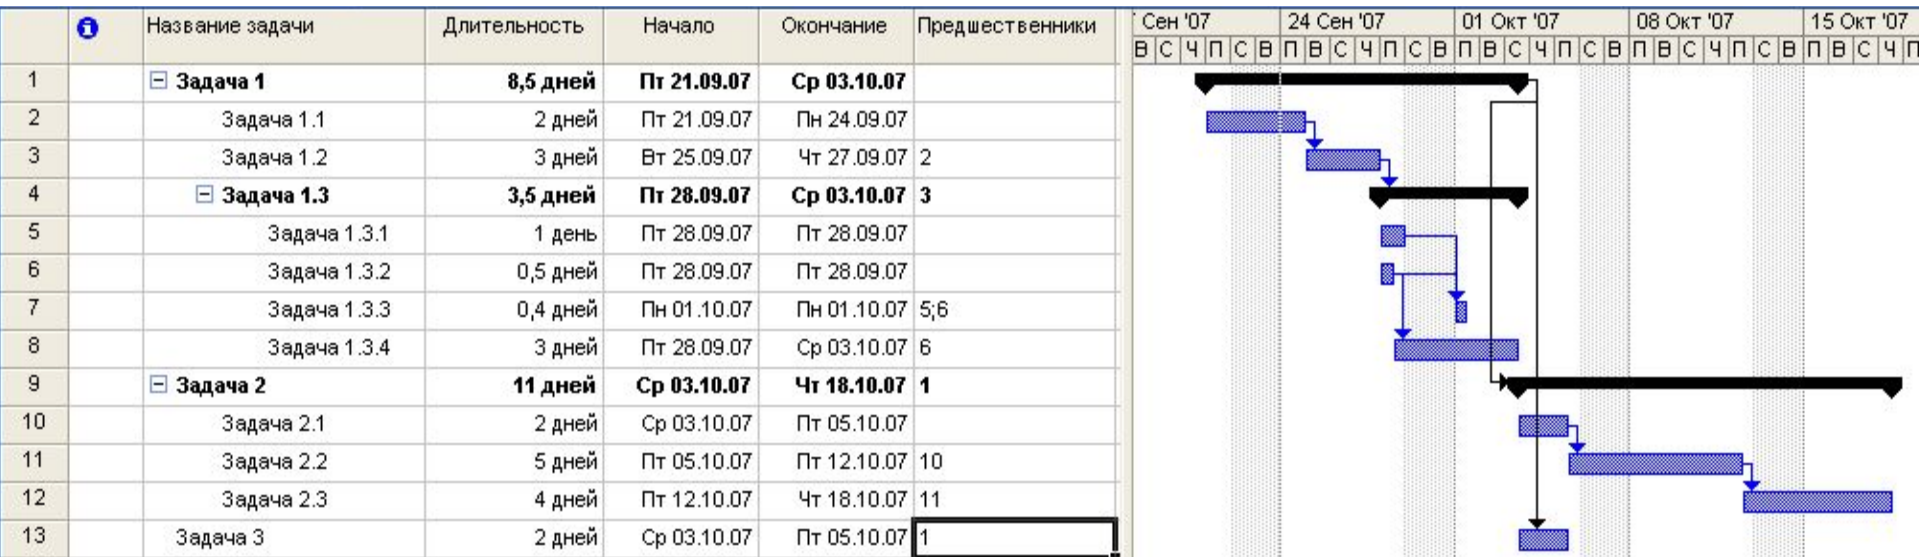 Название задачи Длительность Начало Окончание Предшественники Сен '07 24 Сен '07 01 Окт '07 08 Окт '07 15 Окт '07
В С Ч П С В П В С Ч П С В П В С Ч П С В П В С Ч П С В П В С Ч П
1 Задача 1 8,5 дней Пт 21.09.07 Ср 03.10.07
2 Задача 1.1 2 дней Пт 21.09.07 Пн 24.09.07
3 Задача 1.2 3 дней Вт 25.09.07 Чт 27.09.07 2
4 Задача 1.3 3,5 дней Пт 28.09.07 Ср 03.10.07 3
5 Задача 1.3.1 1 день Пт 28.09.07 Пт 28.09.07
6 Задача 1.3.2 0,5 дней Пт 28.09.07 Пт 28.09.07
7 Задача 1.3.3 0,4 дней Пн 01.10.07 Пн 01.10.07 5;6
8 Задача 1.3.4 3 дней Пт 28.09.07 Ср 03.10.07 6
9 Задача 2 11 дней Ср 03.10.07 Чт 18.10.07 1
10 Задача 2.1 2 дней Ср 03.10.07 Пт 05.10.07
11 Задача 2.2 5 дней Пт 05.10.07 Пт 12.10.07 10
12 Задача 2.3 4 дней Пт 12.10.07 Чт 18.10.07 11
13 Задача 3 2 дней Ср 03.10.07 Пт 05.10.07 1